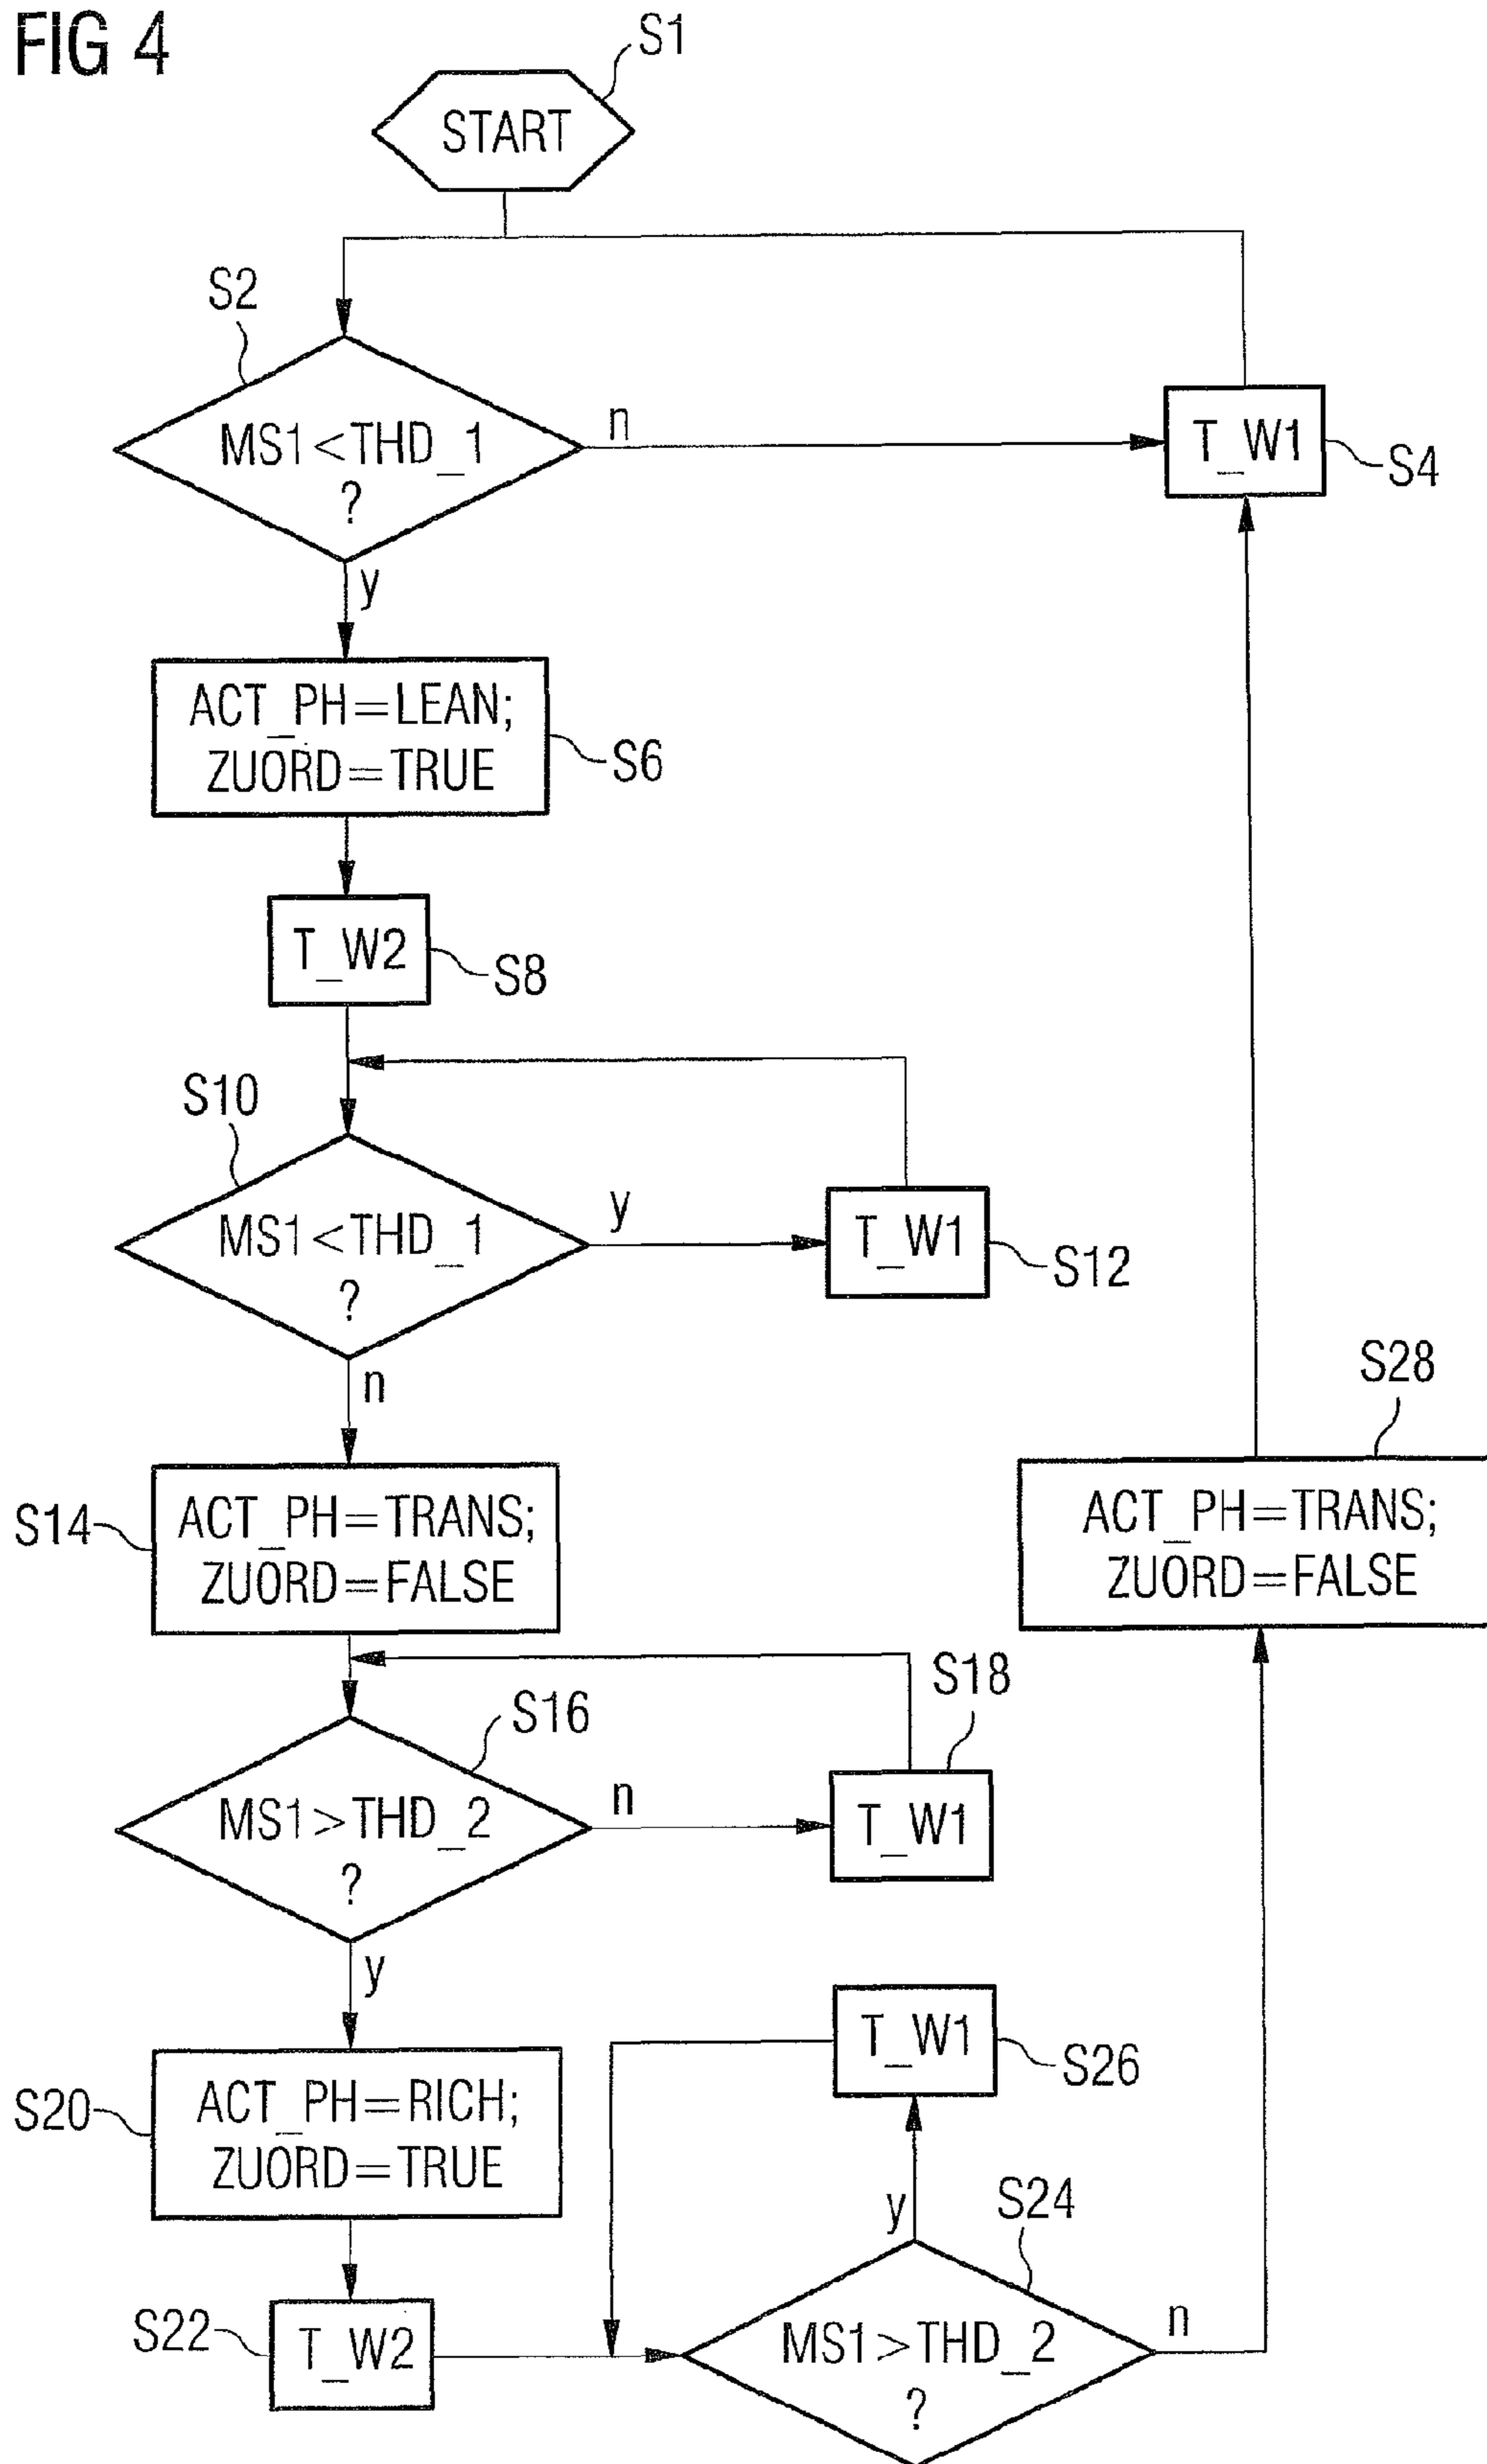 FIG 4
S1
START
S2
MS1<THD_1
?
n
T_W1
S4
y
ACT_PH=LEAN;
ZUORD=TRUE
S6
T_W2
S8
S10
MS1<THD_1
?
y
T_W1
S12
n
S14
ACT_PH=TRANS;
ZUORD=FALSE
S28
ACT_PH=TRANS;
ZUORD=FALSE
S16
MS1>THD_2
?
n
S18
T_W1
y
S20
ACT_PH=RICH;
ZUORD=TRUE
T_W1
S26
S22
T_W2
y
S24
MS1>THD_2
?
n